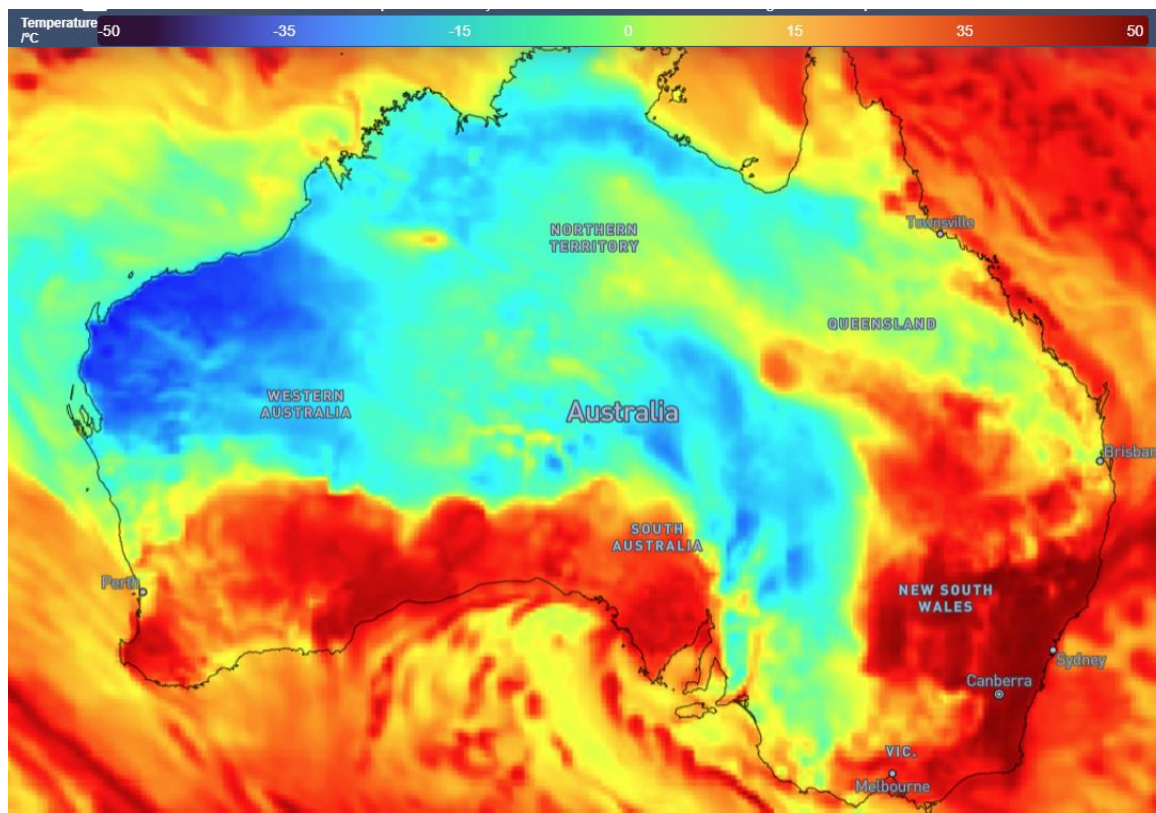 Temperature
/°C
-50 -35 -15 0 15 35 50
NORTHERN
TERRITORY
Townsville
QUEENSLAND
WESTERN
AUSTRALIA
Australia
Brisban
SOUTH
AUSTRALIA
Perth
NEW SOUTH
WALES
Sydney
Canberra
VIC.
Melbourne